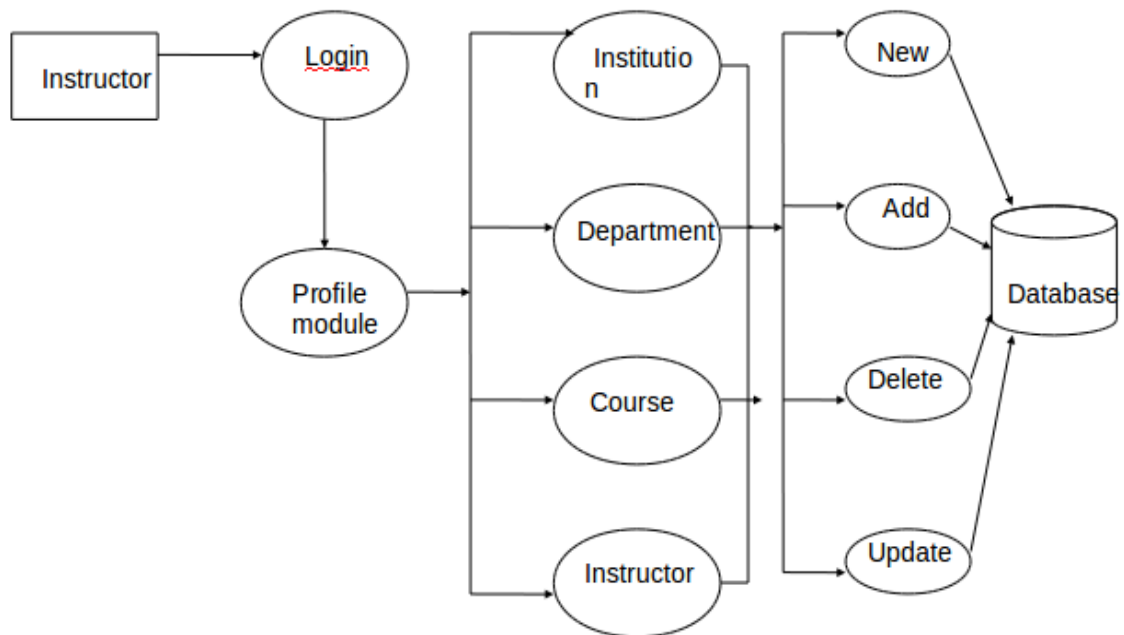 Instructor
Login
Profile
module
Institutio
n
Department
Course
Instructor
New
Add
Delete
Update
Database